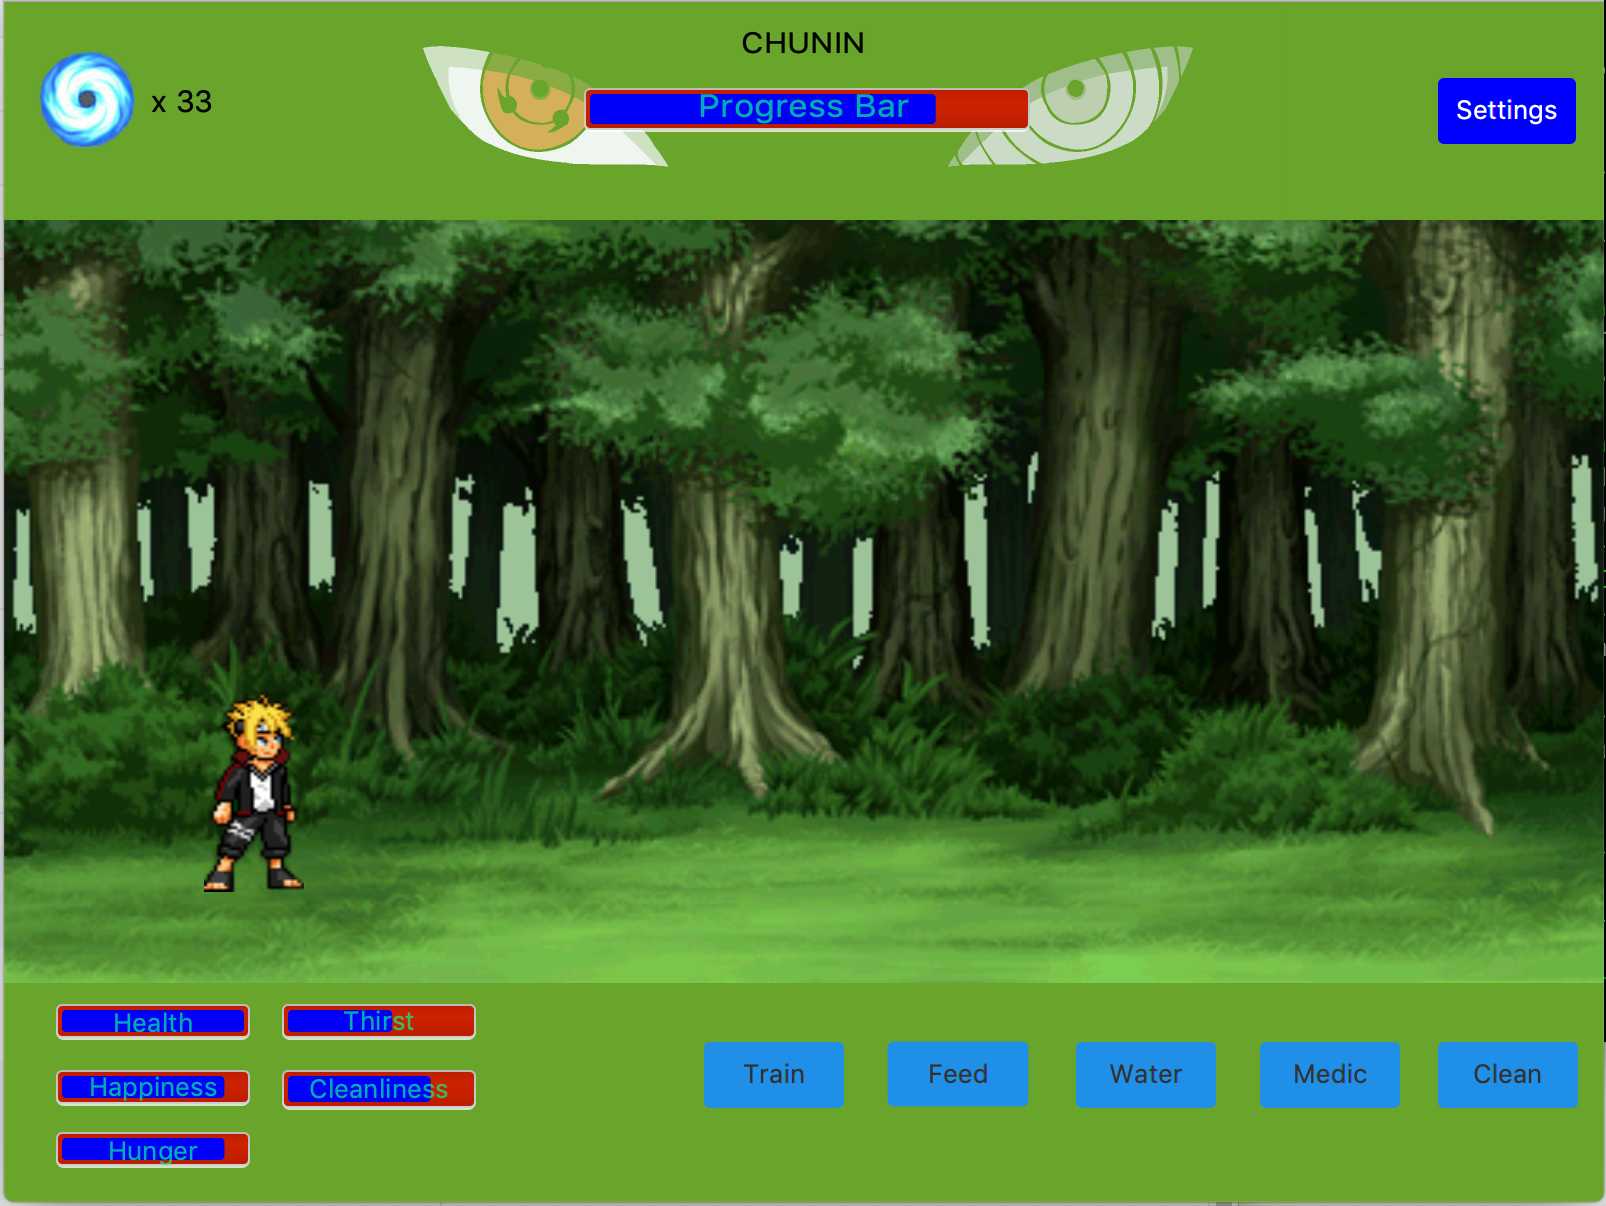 CHUNIN
x 33
Progress Bar
Settings
Health
Thirst
Happiness
Cleanliness
Hunger
Train
Feed
Water
Medic
Clean